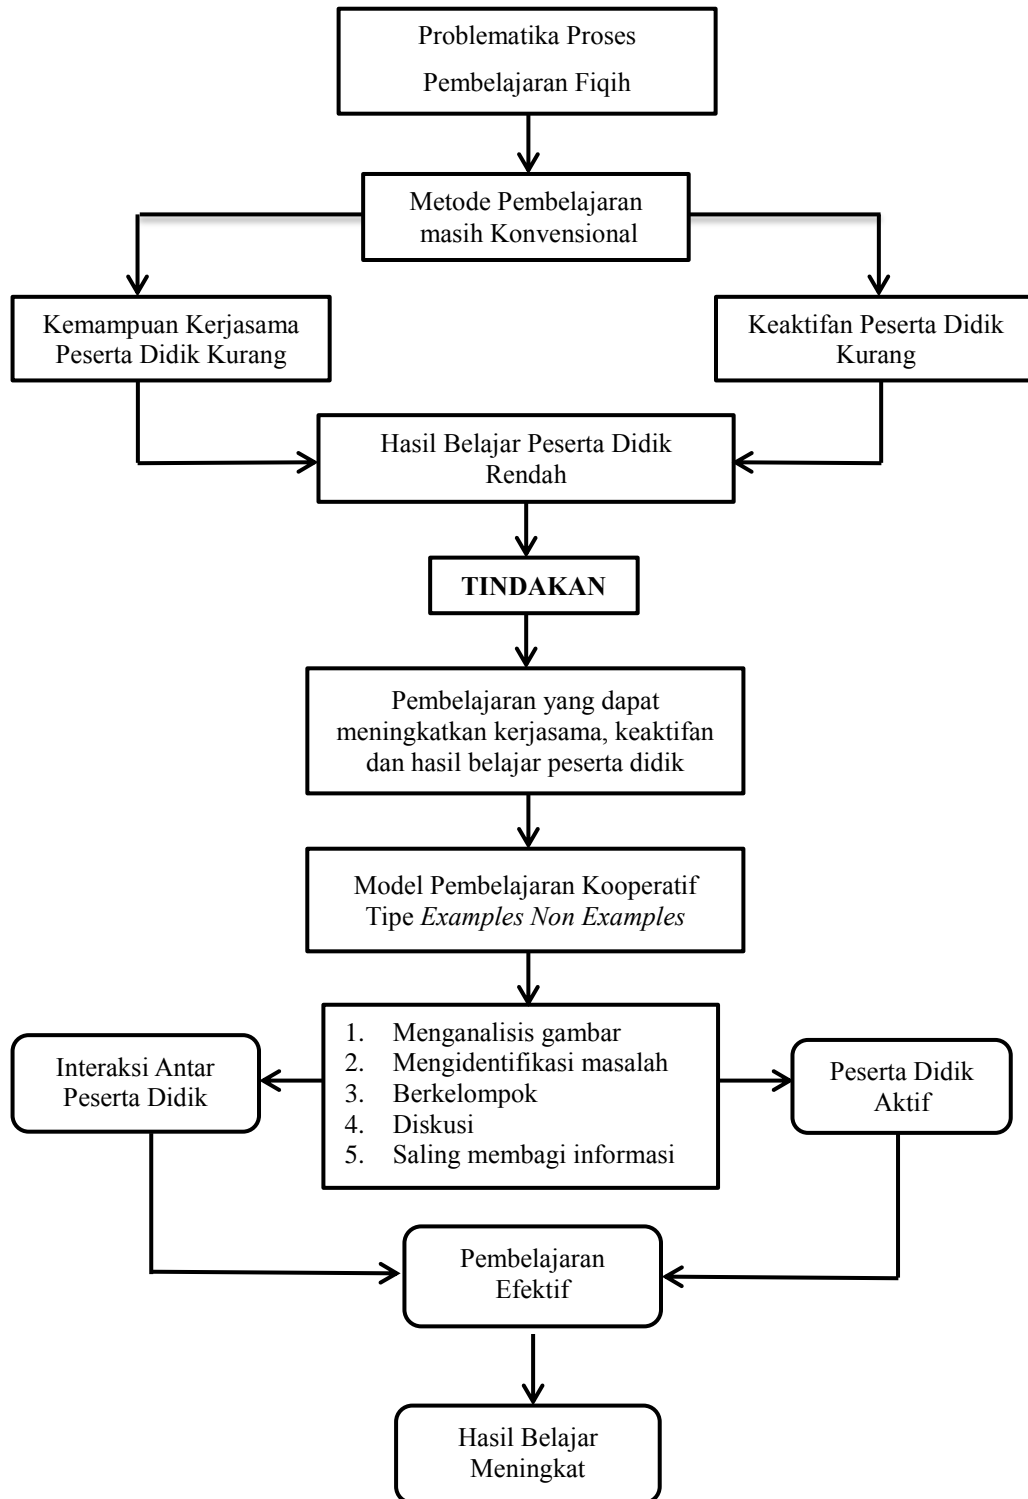 Problematika Proses
Pembelajaran Fiqih
Metode Pembelajaran
masih Konvensional
Kemampuan Kerjasama
Peserta Didik Kurang
Keaktifan Peserta Didik
Kurang
Hasil Belajar Peserta Didik
Rendah
TINDAKAN
Pembelajaran yang dapat
meningkatkan kerjasama, keaktifan
dan hasil belajar peserta didik
Model Pembelajaran Kooperatif
Tipe Examples Non Examples
Interaksi Antar
Peserta Didik
1. Menganalisis gambar
2. Mengidentifikasi masalah
3. Berkelompok
4. Diskusi
5. Saling membagi informasi
Peserta Didik
Aktif
Pembelajaran
Efektif
Hasil Belajar
Meningkat